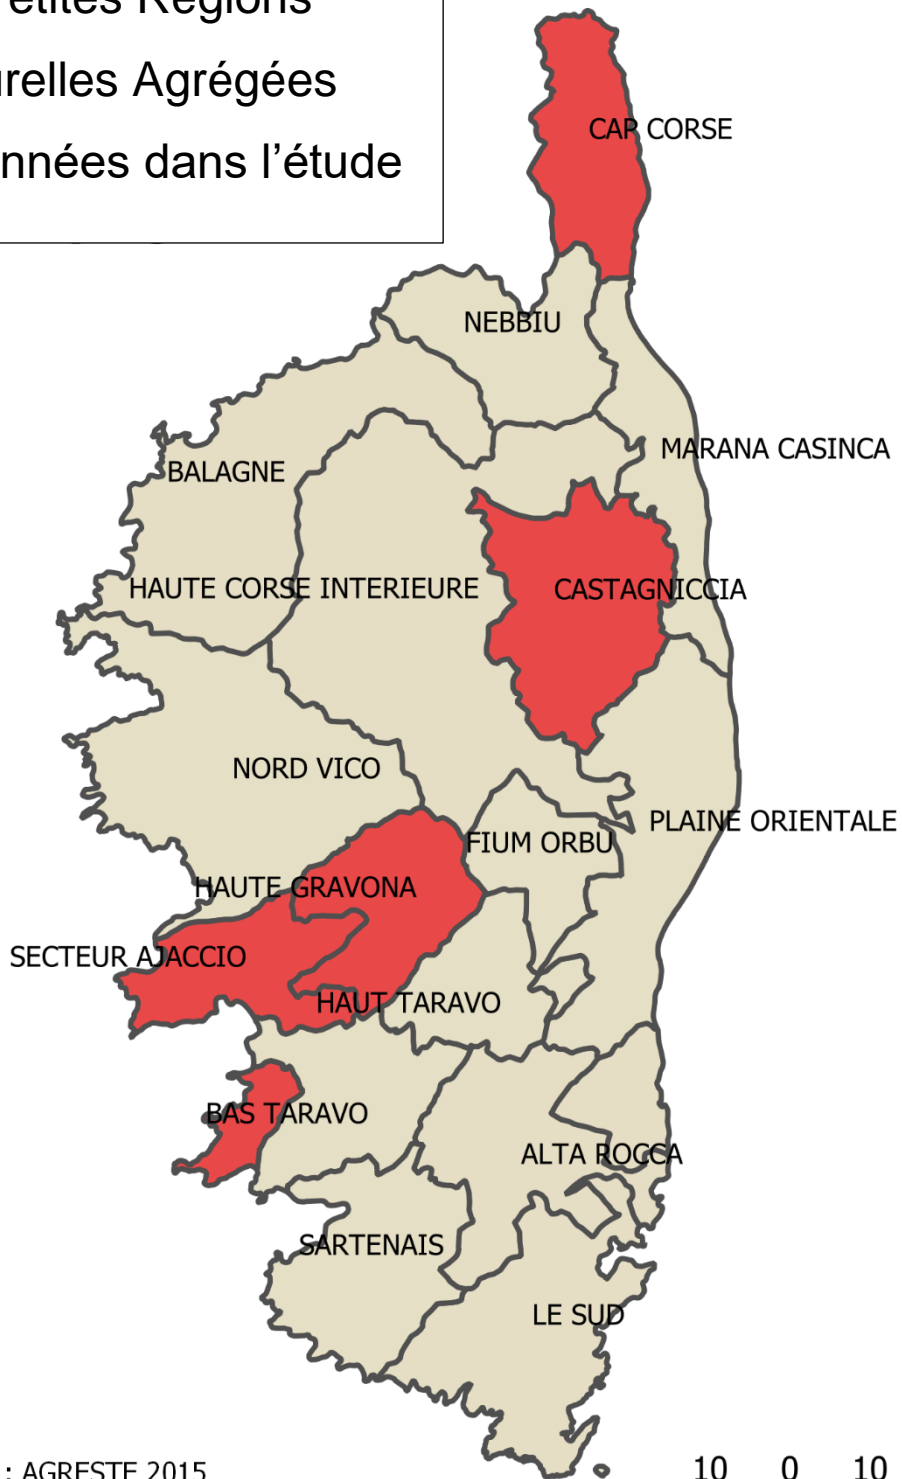 etites Régions
urelles Agrégées
onnées dans l’étude
CAP CORSE
NEBBIU
MARANA CASINCA
BALAGNE
HAUTE CORSE INTERIEURE
CASTAGNICCIA
NORD VICO
PLAINE ORIENTALE
FIUM ORBU
HAUTE GRAVONA
SECTEUR AJACCIO
HAUT TARAVO
BAS TARAVO
ALTA ROCCA
SARTENAIS
LE SUD
: AGRESTE 2015
10 0 10